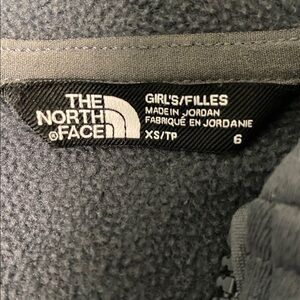 THE
NORTH
®FACE
GIRL'S/FILLES
MADE IN JORDAN
FABRIQUÉ EN JORDANIE
XS/TP 6